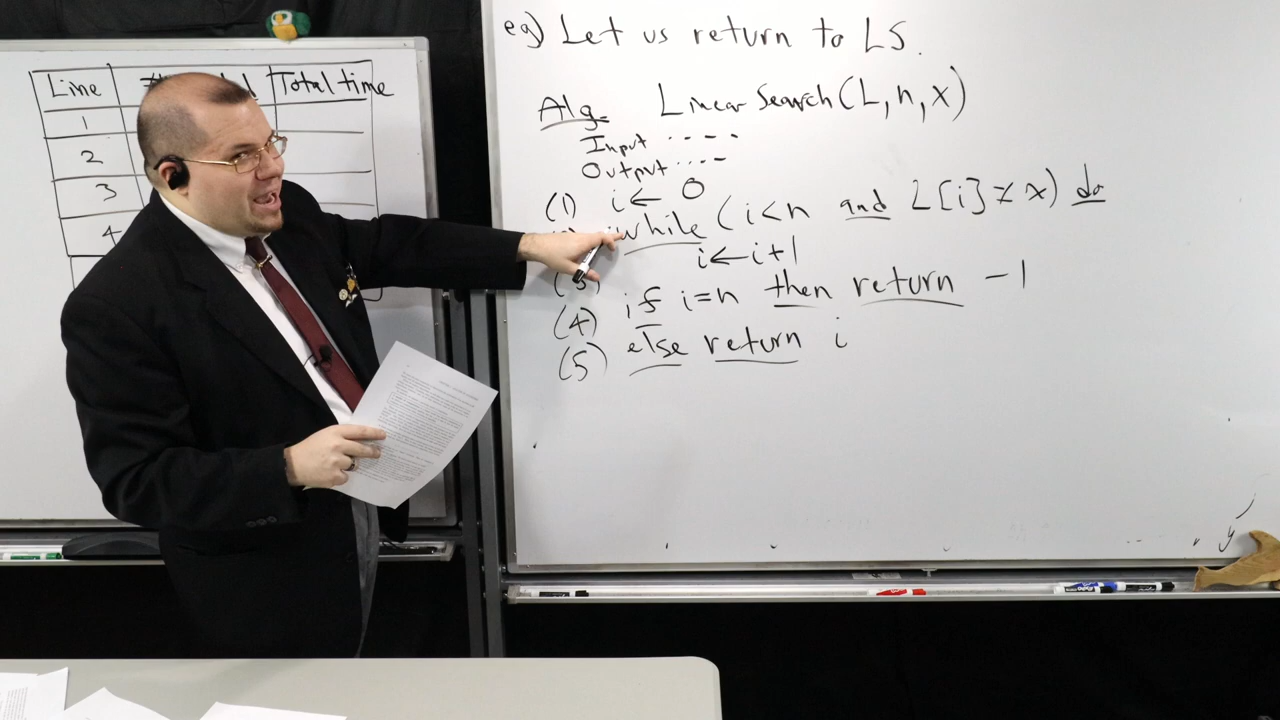 Line Total time
1
2
3
4
eg) Let us return to LS.
Alg. Linear Search (L, n, x)
Input ----
Output ----
(1) i ← 0
while (i<n and L[i] ≠ x) do
i ← i+1
(4) if i=n then return -1
(5) else return i